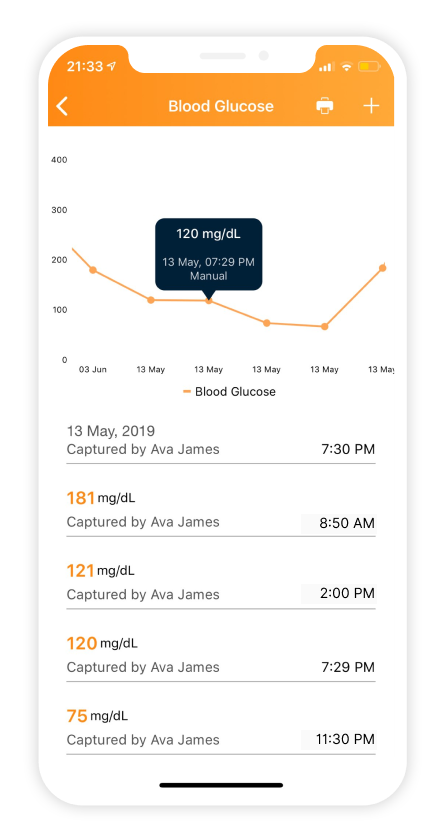 21:33
Blood Glucose
400
300
200
100
0
120 mg/dL
13 May, 07:29 PM
Manual
03 Jun 13 May 13 May 13 May 13 May 13 May
Blood Glucose
13 May, 2019
Captured by Ava James 7:30 PM
181 mg/dL
Captured by Ava James 8:50 AM
121 mg/dL
Captured by Ava James 2:00 PM
120 mg/dL
Captured by Ava James 7:29 PM
75 mg/dL
Captured by Ava James 11:30 PM